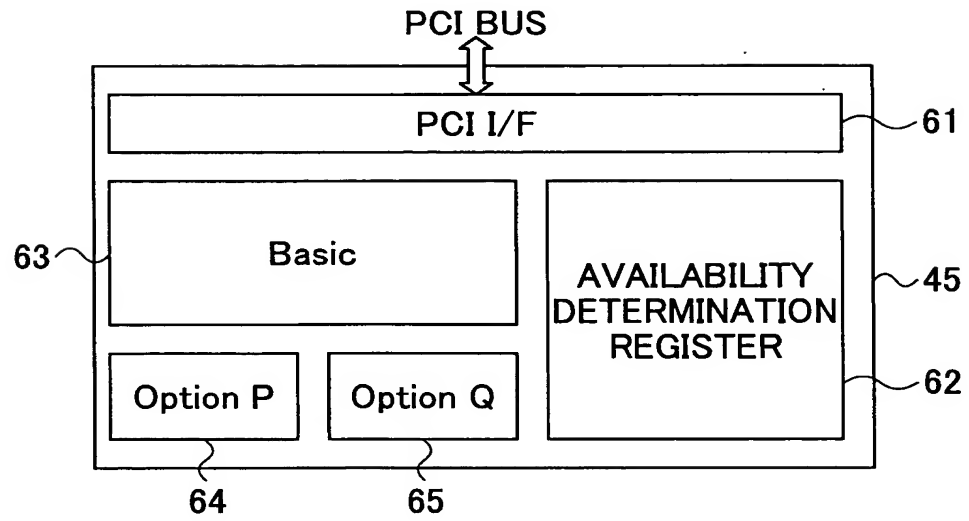 PCI BUS
PCI I/F
61
63
Basic
AVAILABILITY
DETERMINATION
REGISTER
45
Option P
Option Q
62
64
65